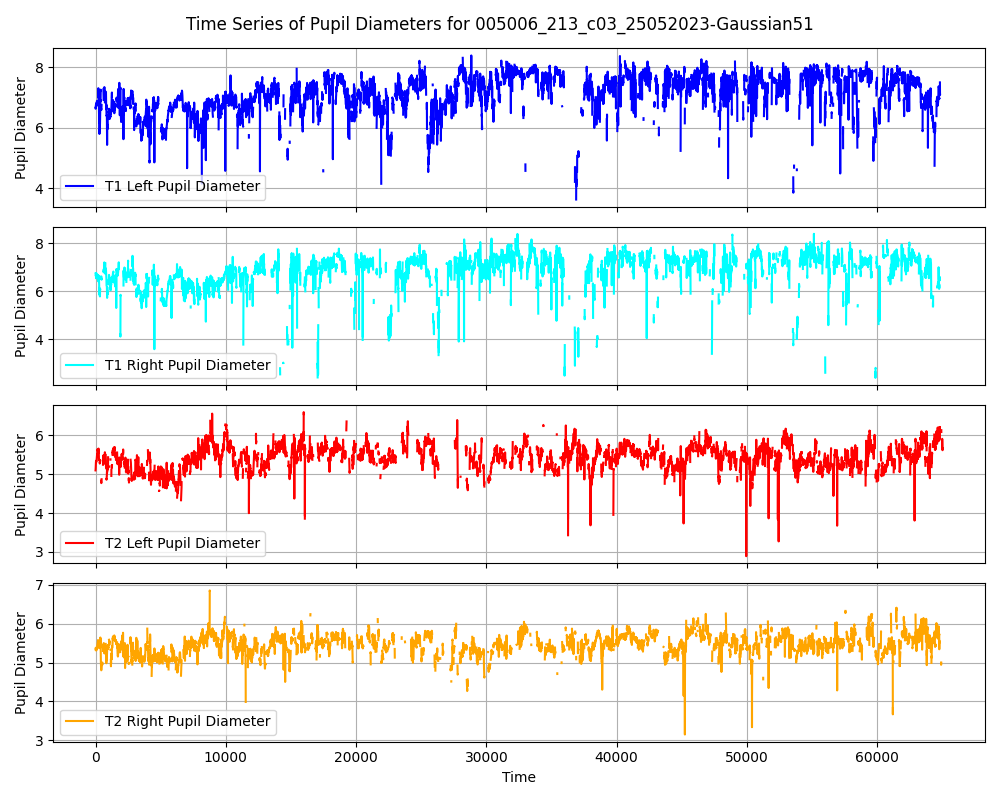 Time Series of Pupil Diameters for 005006_213_c03_25052023-Gaussian51
Pupil Diameter
8
6
4
T1 Left Pupil Diameter
Pupil Diameter
8
6
4
T1 Right Pupil Diameter
Pupil Diameter
6
5
4
3
T2 Left Pupil Diameter
Pupil Diameter
7
6
5
4
3
T2 Right Pupil Diameter
0 10000 20000 30000 40000 50000 60000
Time